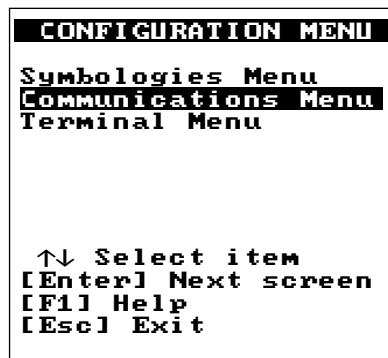 CONFIGURATION MENU
Symbologies Menu
Communications Menu
Terminal Menu
↑↓ Select item
[Enter] Next screen
[F1] Help
[Esc] Exit